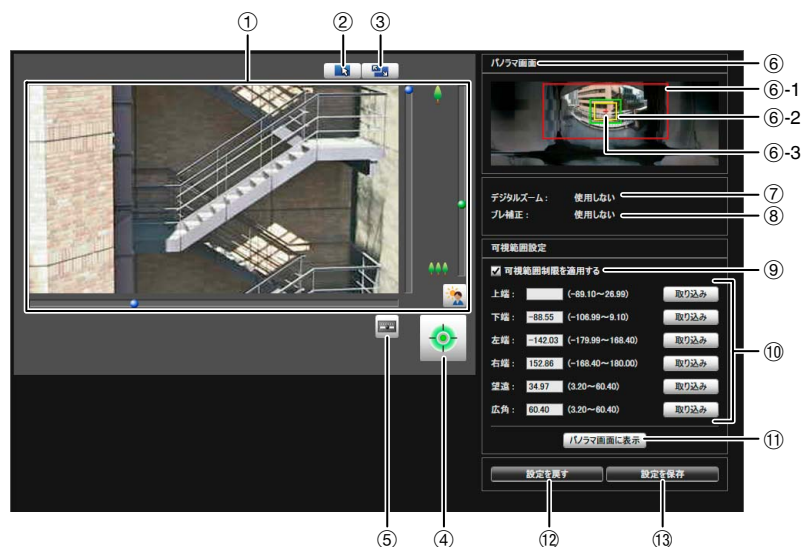 ①
②
③
パノラマ画面
⑥
⑥-1
⑥-2
⑥-3
デジタルズーム： 使用しない
⑦
ブレ補正： 使用しない
⑧
可視範囲設定
可視範囲制限を適用する
⑨
上端： (-89.10～26.99) 取り込み
下端： -88.55 (-106.99～9.10) 取り込み
左端： -142.03 (-179.99～168.40) 取り込み
右端： 152.86 (-168.40～180.00) 取り込み
望遠： 34.97 (3.20～60.40) 取り込み
広角： 60.40 (3.20～60.40) 取り込み
⑩
パノラマ画面に表示
⑪
設定を戻す
設定を保存
⑤
④
⑫
⑬